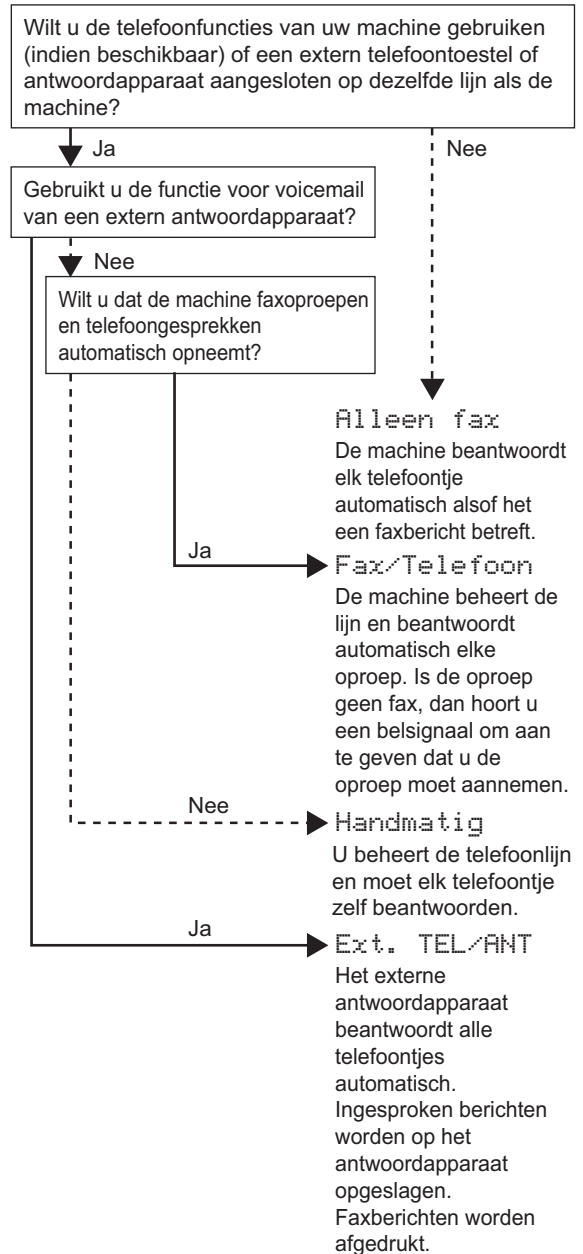 Wilt u de telefoonfuncties van uw machine gebruiken
(indien beschikbaar) of een extern telefoontoestel of
antwoordapparaat aangesloten op dezelfde lijn als de
machine?
Ja
Nee
Gebruikt u de functie voor voicemail
van een extern antwoordapparaat?
Nee
Wilt u dat de machine faxoproepen
en telefoongesprekken
automatisch opneemt?
Alleen fax
De machine beantwoordt
elk telefoontje
automatisch alsof het
een faxbericht betreft.
Ja
Fax/Telefoon
De machine beheert de
lijn en beantwoordt
automatisch elke
oproep. Is de oproep
geen fax, dan hoort u
een belsignaal om aan
te geven dat u de
oproep moet aannemen.
Nee
Handmatig
U beheert de telefoonlijn
en moet elk telefoontje
zelf beantwoorden.
Ja
Ext. TEL/ANT
Het externe
antwoordapparaat
beantwoordt alle
telefoontjes
automatisch.
Ingesproken berichten
worden op het
antwoordapparaat
opgeslagen.
Faxberichten worden
afgedrukt.